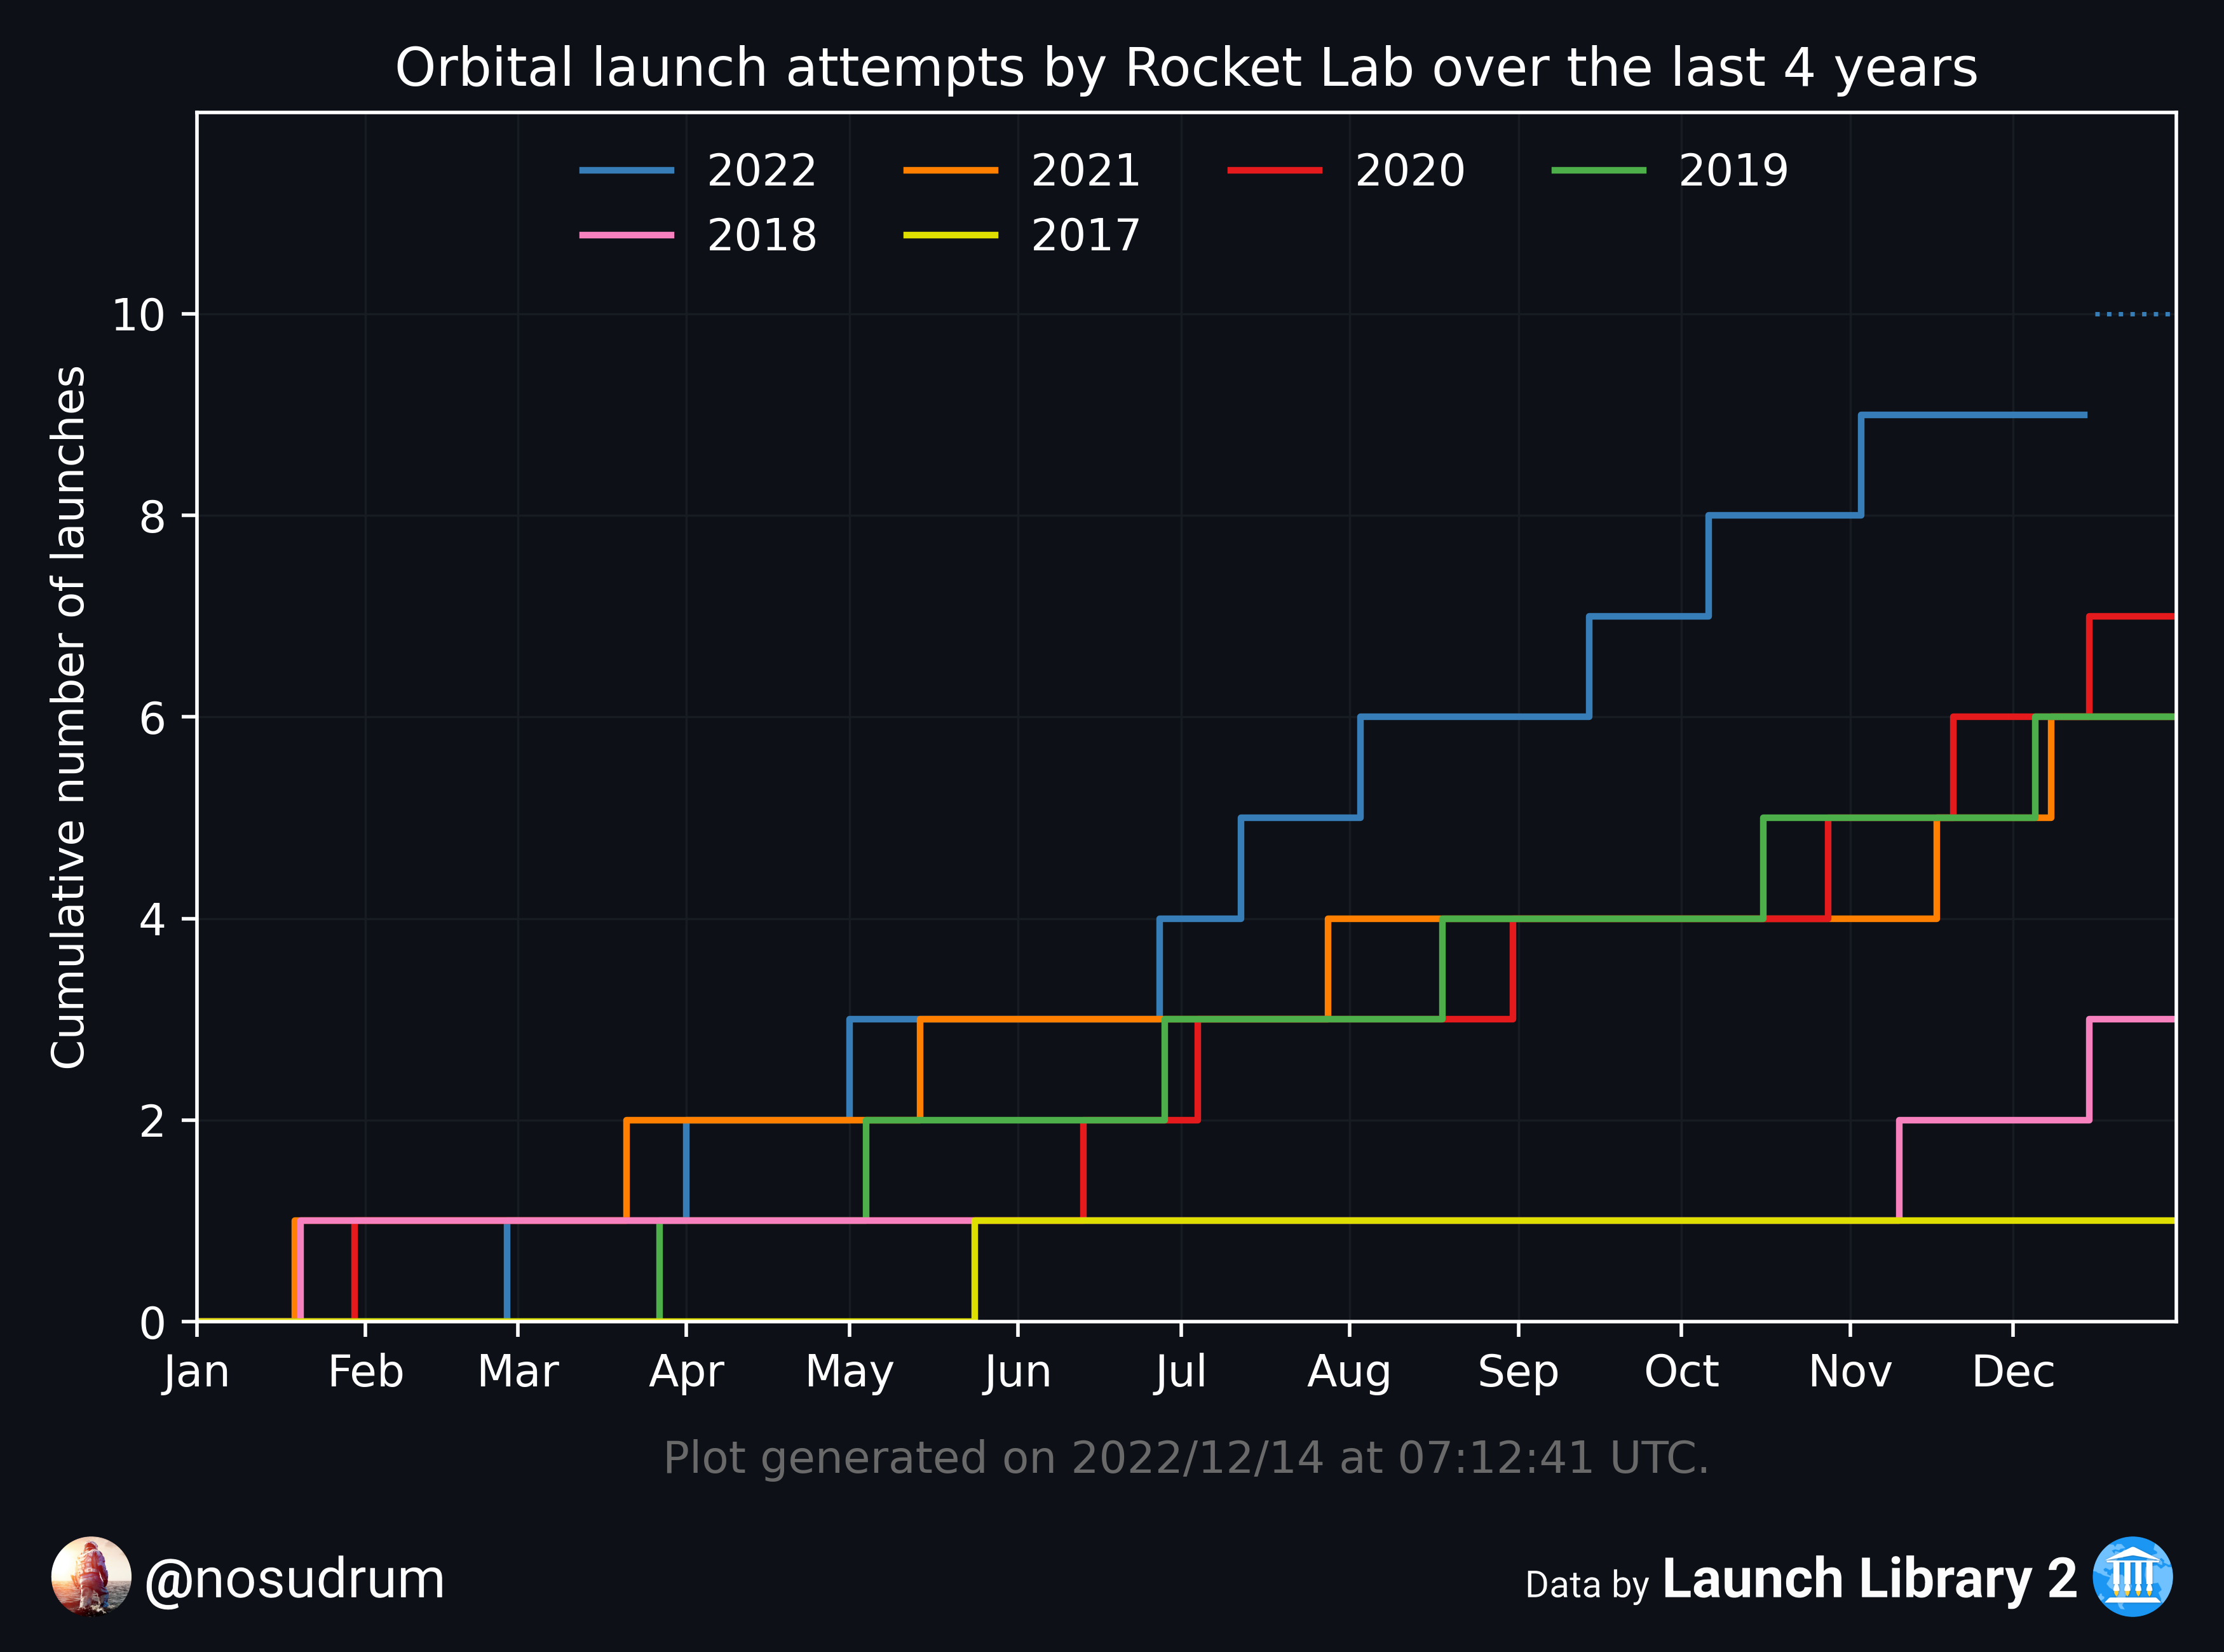 Orbital launch attempts by Rocket Lab over the last 4 years
2022 2021 2020 2019
2018 2017
Cumulative number of launches
10
8
6
4
2
0
Jan Feb Mar Apr May Jun Jul Aug Sep Oct Nov Dec
Plot generated on 2022/12/14 at 07:12:41 UTC.
@nosudrum
Data by Launch Library 2